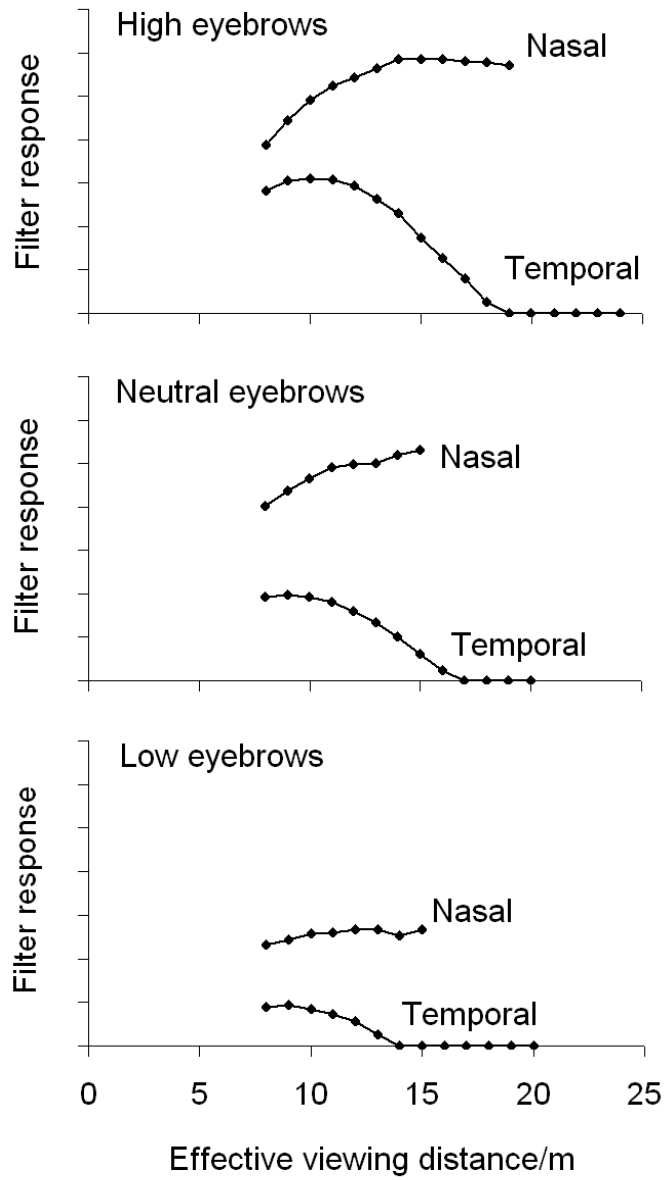 High eyebrows
Nasal
Filter response
Temporal
Neutral eyebrows
Nasal
Filter response
Temporal
Low eyebrows
Nasal
Filter response
Temporal
0 5 10 15 20 25
Effective viewing distance/m